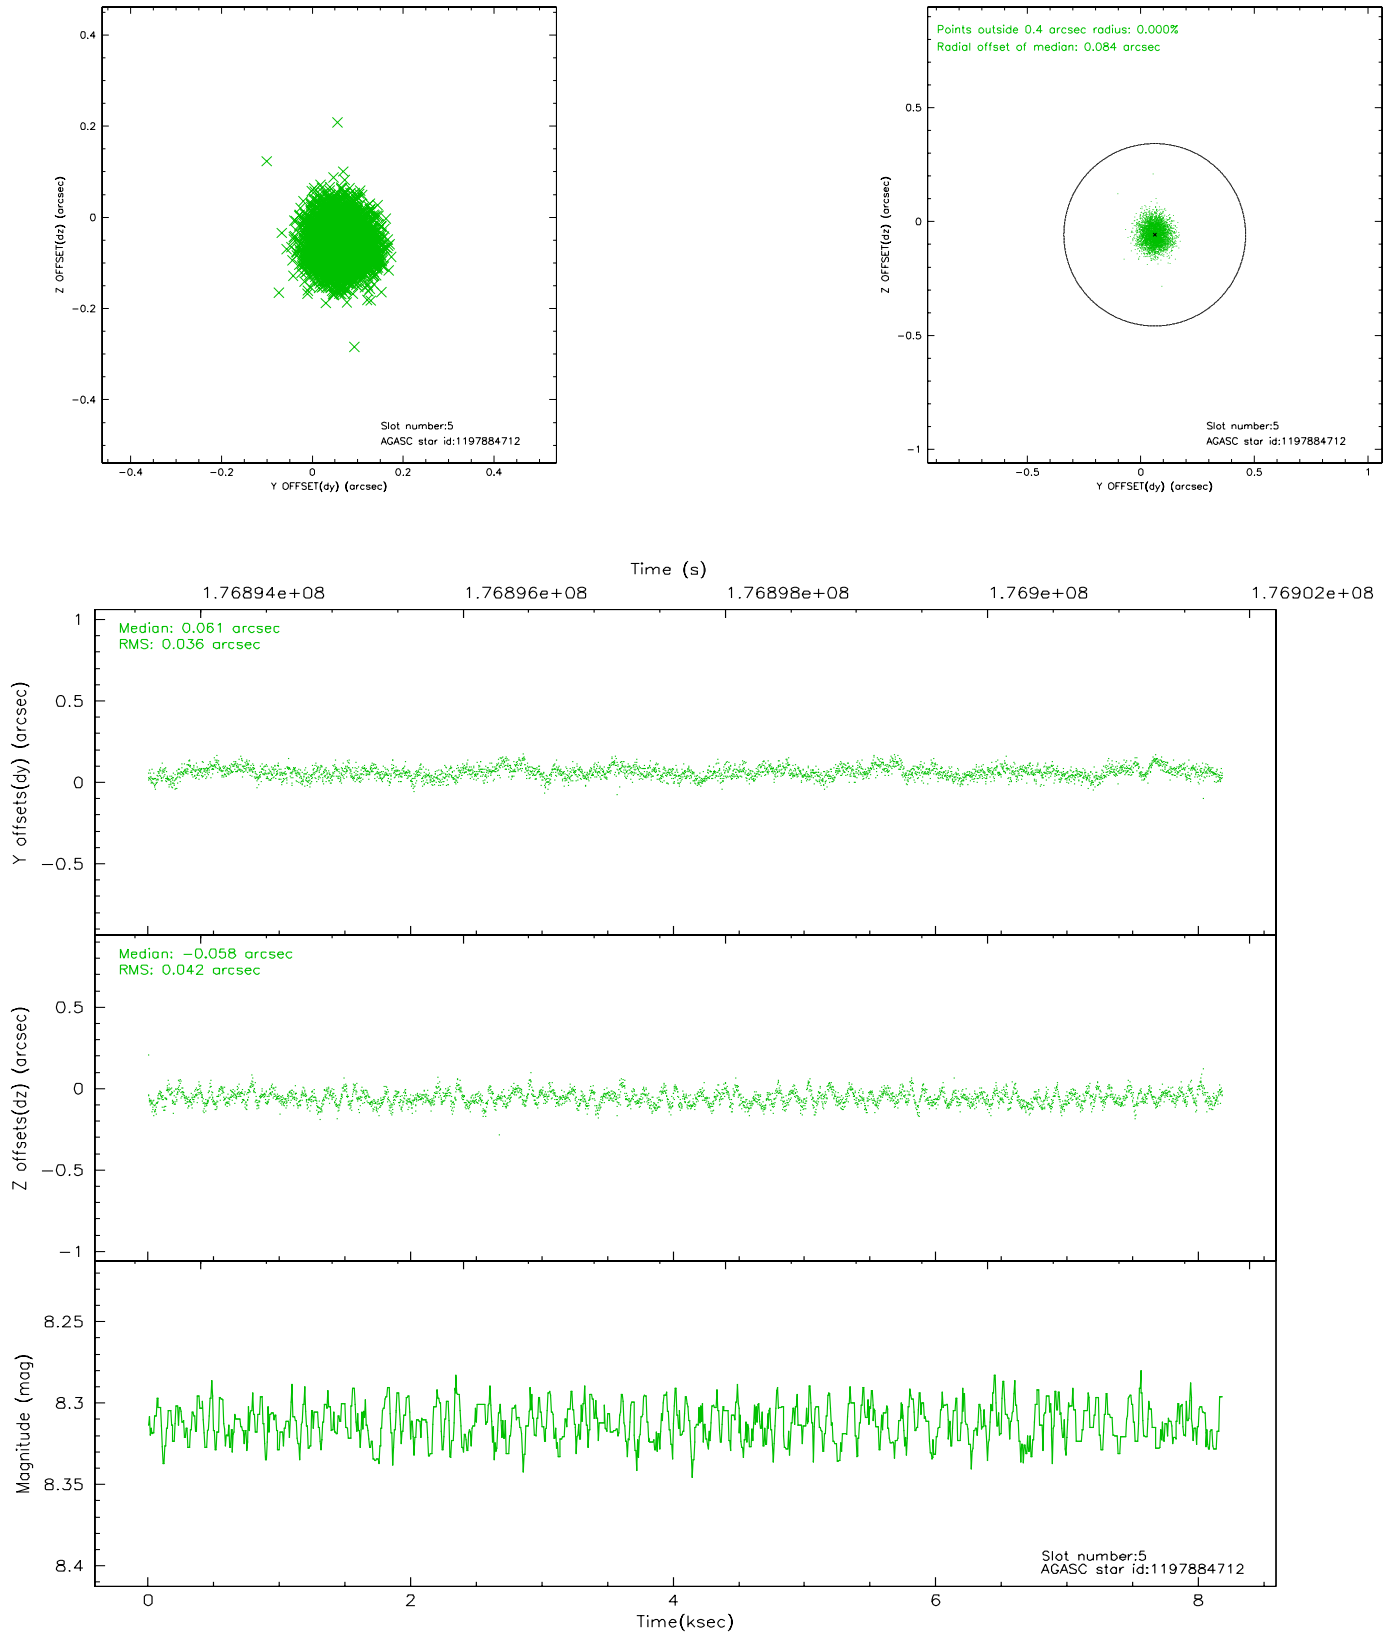 0.4
0.2
0
-0.2
-0.4
Z OFFSET(dz) (arcsec)
Slot number:5
AGASC star id:1197884712
-0.4
-0.2
0
0.2
0.4
Y OFFSET(dy) (arcsec)
Points outside 0.4 arcsec radius: 0.000%
Radial offset of median: 0.084 arcsec
0.5
0
-0.5
-1
Z OFFSET(dz) (arcsec)
Slot number:5
AGASC star id:1197884712
-0.5
0
0.5
1
Y OFFSET(dy) (arcsec)
Time (s)
1.76894e+08
1.76896e+08
1.76898e+08
1.769e+08
1.76902e+08
Median: 0.061 arcsec
RMS: 0.036 arcsec
1
0.5
0
-0.5
Y offsets(dy) (arcsec)
Median: -0.058 arcsec
RMS: 0.042 arcsec
0.5
0
-0.5
-1
Z offsets(dz) (arcsec)
8.25
8.3
8.35
8.4
Magnitude (mag)
Slot number:5
AGASC star id:1197884712
0
2
4
6
8
Time(ksec)